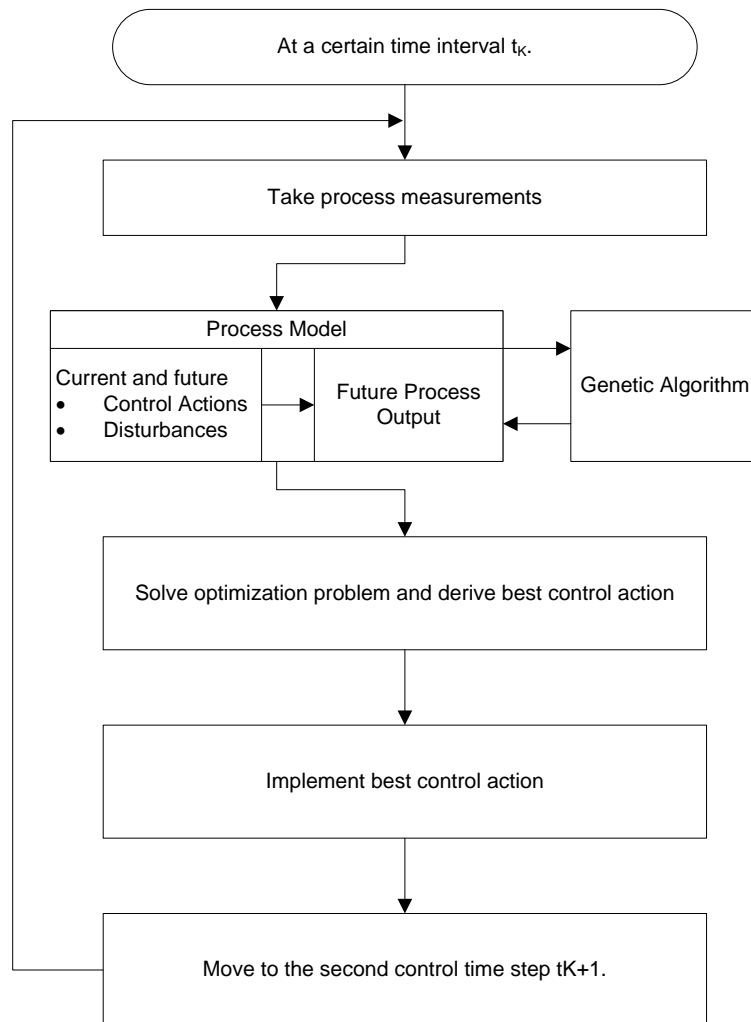 At a certain time interval tK.
Take process measurements
Process Model
Current and future
• Control Actions
• Disturbances
Future Process
Output
Genetic Algorithm
Solve optimization problem and derive best control action
Implement best control action
Move to the second control time step tK+1.